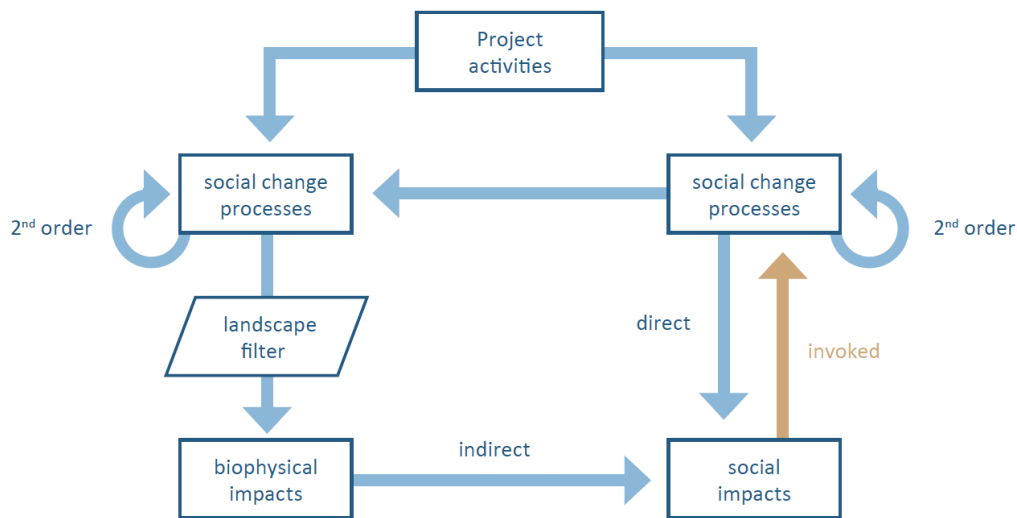 Project
activities
social change
processes
social change
processes
2nd order
2nd order
landscape
filter
direct
invoked
biophysical
impacts
indirect
social
impacts